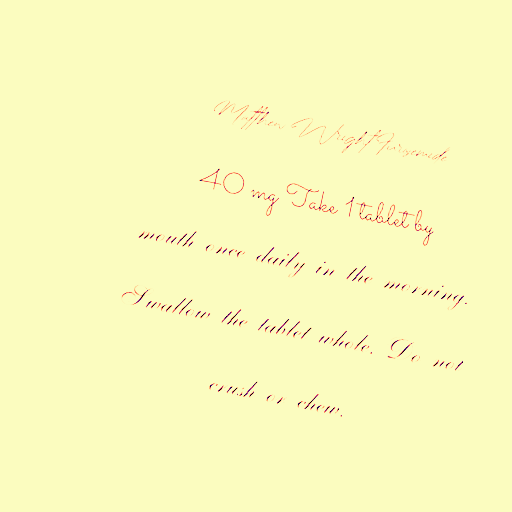 Matthew Wright Furosemide
40 mg Take 1 tablet by
mouth once daily in the morning.
Swallow the tablet whole. Do not
crush or chew.